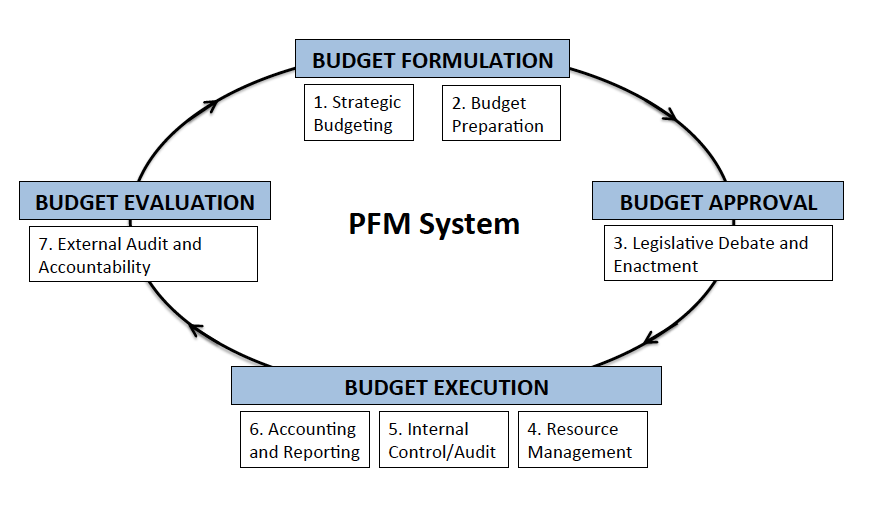 BUDGET FORMULATION
1. Strategic
Budgeting
2. Budget
Preparation
BUDGET EVALUATION
7. External Audit and
Accountability
PFM System
BUDGET APPROVAL
3. Legislative Debate and
Enactment
BUDGET EXECUTION
6. Accounting
and Reporting
5. Internal
Control/Audit
4. Resource
Management